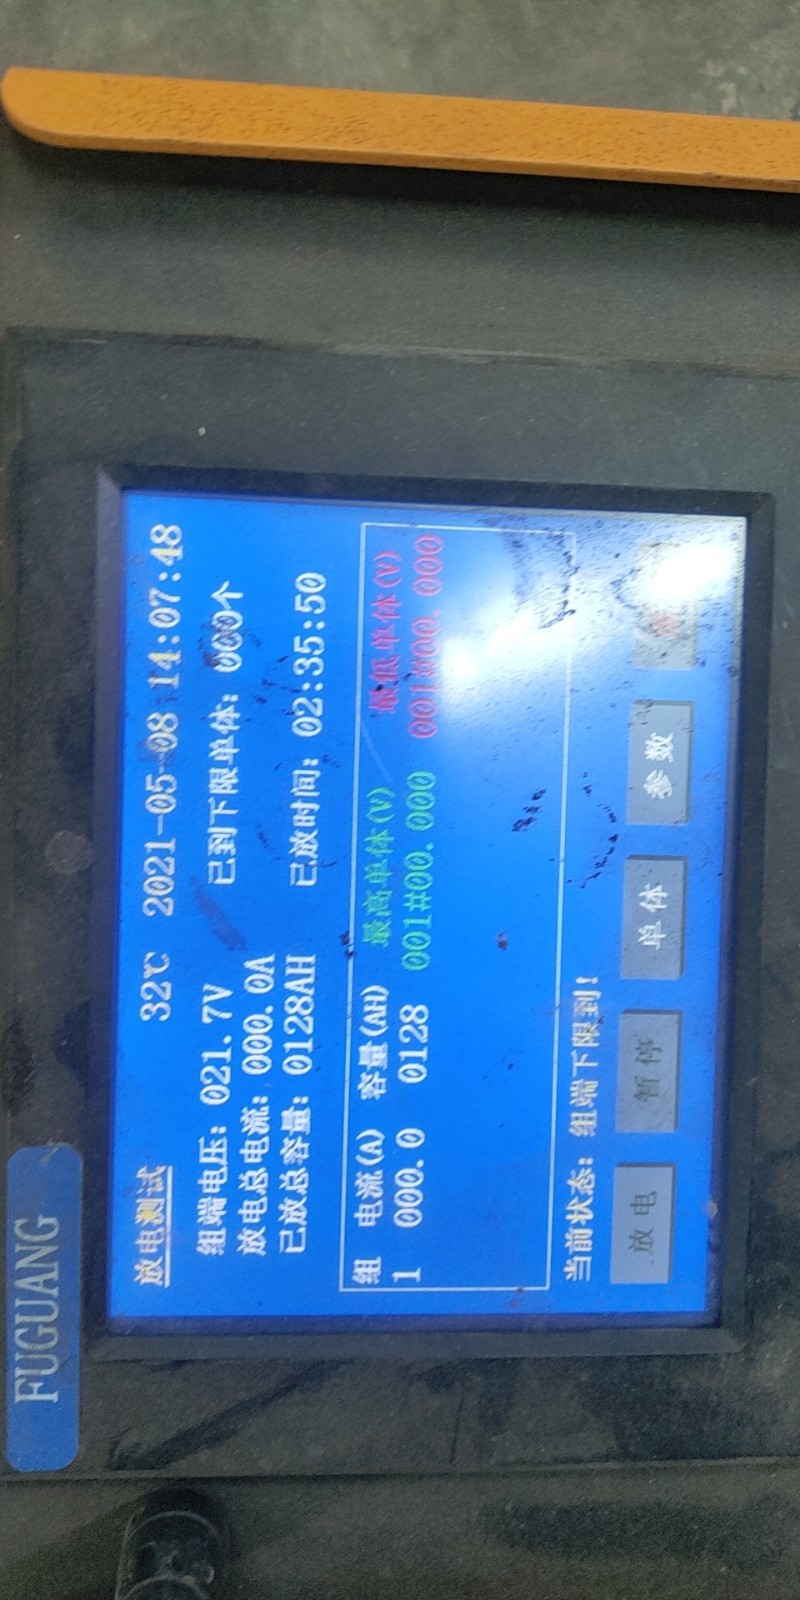 FUGUANG
放电测试 32℃ 2021-05-08 14:07:48
组端电压: 021.7V 已到下限单体: 000个
放电总电流: 000.0A
已放总容量: 0128AH 已放时间: 02:35:50
组 电流(A) 容量(AH) 最高单体(V) 最低单体(V)
1 000.0 0128 001#00.000 001#00.000
当前状态: 组端下限到!
放电 暂停 单体 参数